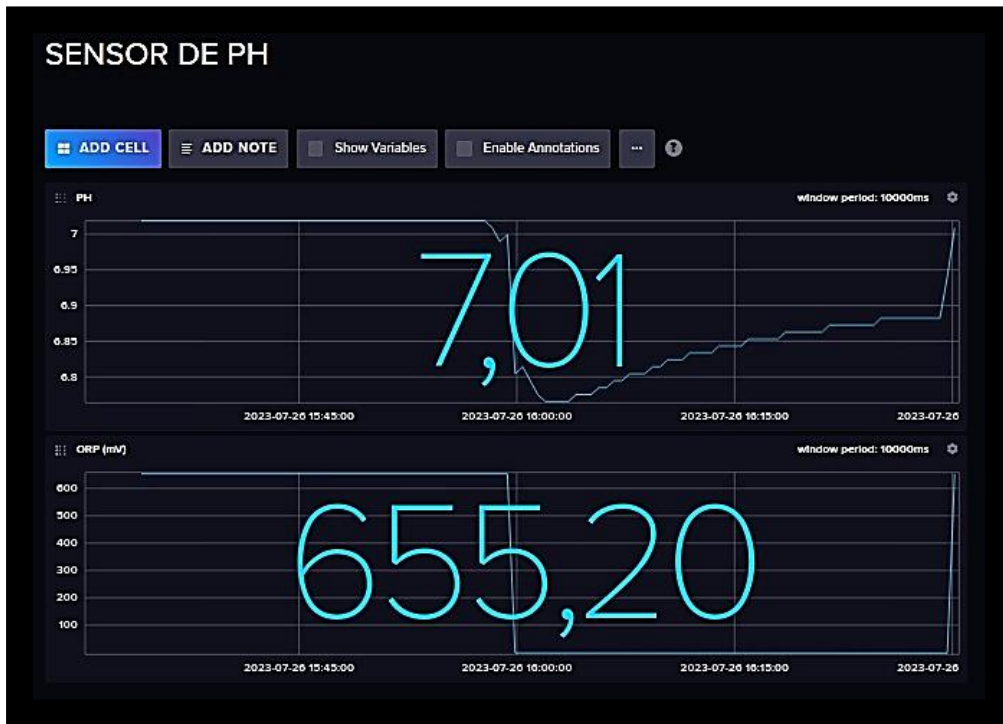 SENSOR DE PH
ADD CELL ADD NOTE Show Variables Enable Annotations ... ?
PH window period: 10000ms
7
6.95
6.9
6.85
6.8
7,01
2023-07-26 15:45:00 2023-07-26 16:00:00 2023-07-26 16:15:00 2023-07-26
ORP (mV) window period: 10000ms
600
500
400
300
200
100
655,20
2023-07-26 15:45:00 2023-07-26 16:00:00 2023-07-26 16:15:00 2023-07-26